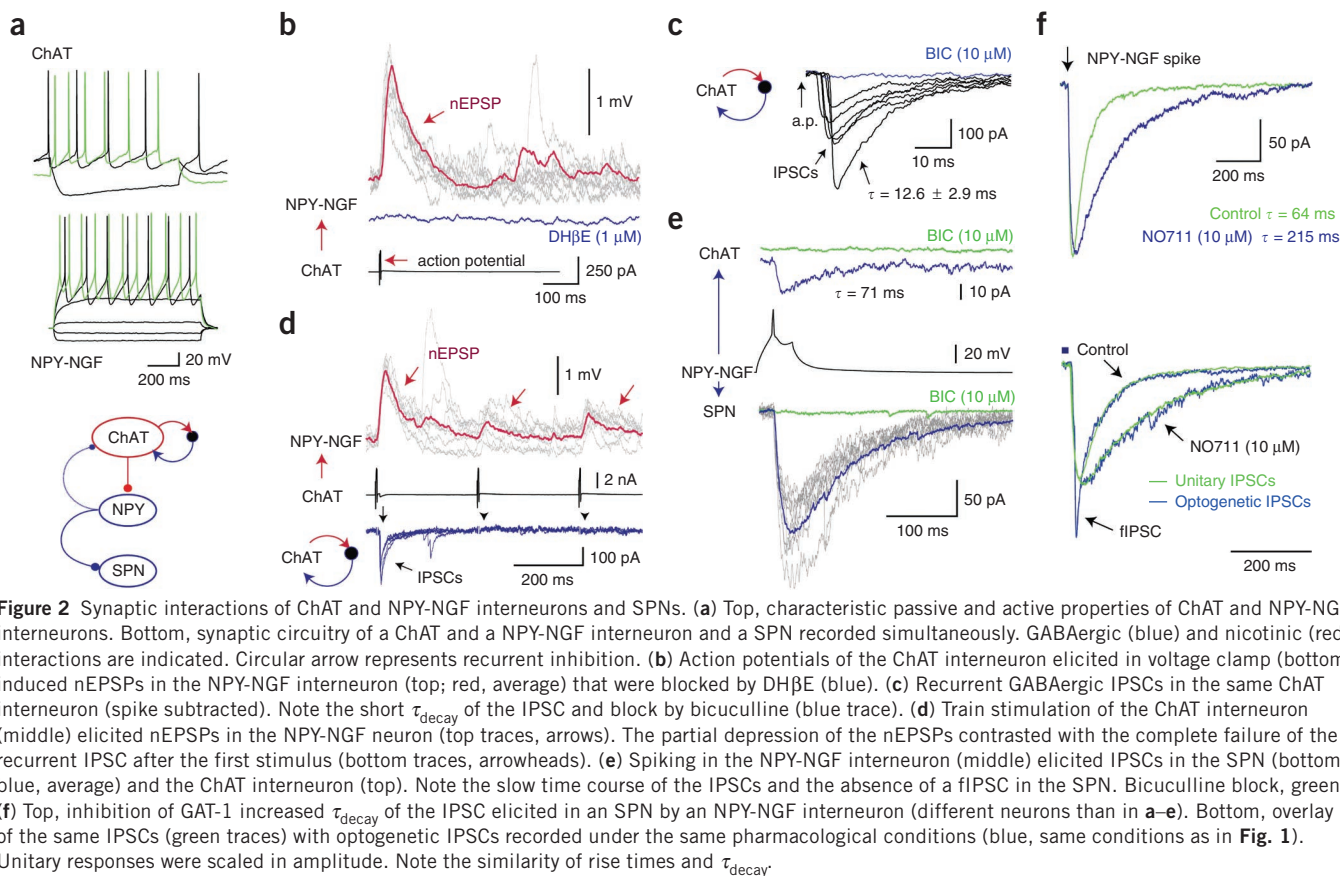 a
ChAT
NPY-NGF
20 mV
200 ms
ChAT
NPY
SPN
b
nEPSP
1 mV
NPY-NGF
DHβE (1 μM)
ChAT
action potential
250 pA
100 ms
c
BIC (10 μM)
ChAT
a.p.
IPSCs
100 pA
10 ms
τ = 12.6 ± 2.9 ms
d
nEPSP
1 mV
NPY-NGF
2 nA
ChAT
ChAT
IPSCs
100 pA
200 ms
e
BIC (10 μM)
ChAT
τ = 71 ms
10 pA
20 mV
NPY-NGF
SPN
BIC (10 μM)
50 pA
100 ms
f
NPY-NGF spike
50 pA
200 ms
Control τ = 64 ms
NO711 (10 μM) τ = 215 ms
Control
NO711 (10 μM)
Unitary IPSCs
Optogenetic IPSCs
fIPSC
200 ms
Figure 2 Synaptic interactions of ChAT and NPY-NGF interneurons and SPNs. (a) Top, characteristic passive and active properties of ChAT and NPY-NG
interneurons. Bottom, synaptic circuitry of a ChAT and a NPY-NGF interneuron and a SPN recorded simultaneously. GABAergic (blue) and nicotinic (red
interactions are indicated. Circular arrow represents recurrent inhibition. (b) Action potentials of the ChAT interneuron elicited in voltage clamp (bottom
induced nEPSPs in the NPY-NGF interneuron (top; red, average) that were blocked by DHβE (blue). (c) Recurrent GABAergic IPSCs in the same ChAT
interneuron (spike subtracted). Note the short τdecay of the IPSC and block by bicuculline (blue trace). (d) Train stimulation of the ChAT interneuron
(middle) elicited nEPSPs in the NPY-NGF neuron (top traces, arrows). The partial depression of the nEPSPs contrasted with the complete failure of the
recurrent IPSC after the first stimulus (bottom traces, arrowheads). (e) Spiking in the NPY-NGF interneuron (middle) elicited IPSCs in the SPN (bottom
blue, average) and the ChAT interneuron (top). Note the slow time course of the IPSCs and the absence of a fIPSC in the SPN. Bicuculline block, green
(f) Top, inhibition of GAT-1 increased τdecay of the IPSC elicited in an SPN by an NPY-NGF interneuron (different neurons than in a–e). Bottom, overlay
of the same IPSCs (green traces) with optogenetic IPSCs recorded under the same pharmacological conditions (blue, same conditions as in Fig. 1).
Unitary responses were scaled in amplitude. Note the similarity of rise times and τdecay.